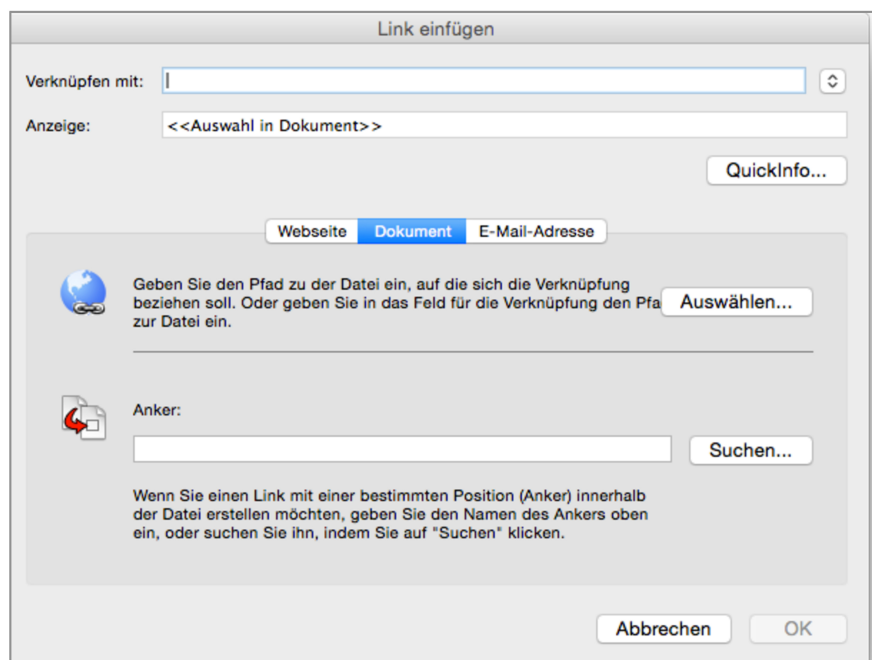 Link einfügen
Verknüpfen mit:
Anzeige: <<Auswahl in Dokument>>
QuickInfo...
Webseite Dokument E-Mail-Adresse
Geben Sie den Pfad zu der Datei ein, auf die sich die Verknüpfung
beziehen soll. Oder geben Sie in das Feld für die Verknüpfung den Pfa Auswählen...
zur Datei ein.
Anker:
Suchen...
Wenn Sie einen Link mit einer bestimmten Position (Anker) innerhalb
der Datei erstellen möchten, geben Sie den Namen des Ankers oben
ein, oder suchen Sie ihn, indem Sie auf "Suchen" klicken.
Abbrechen OK